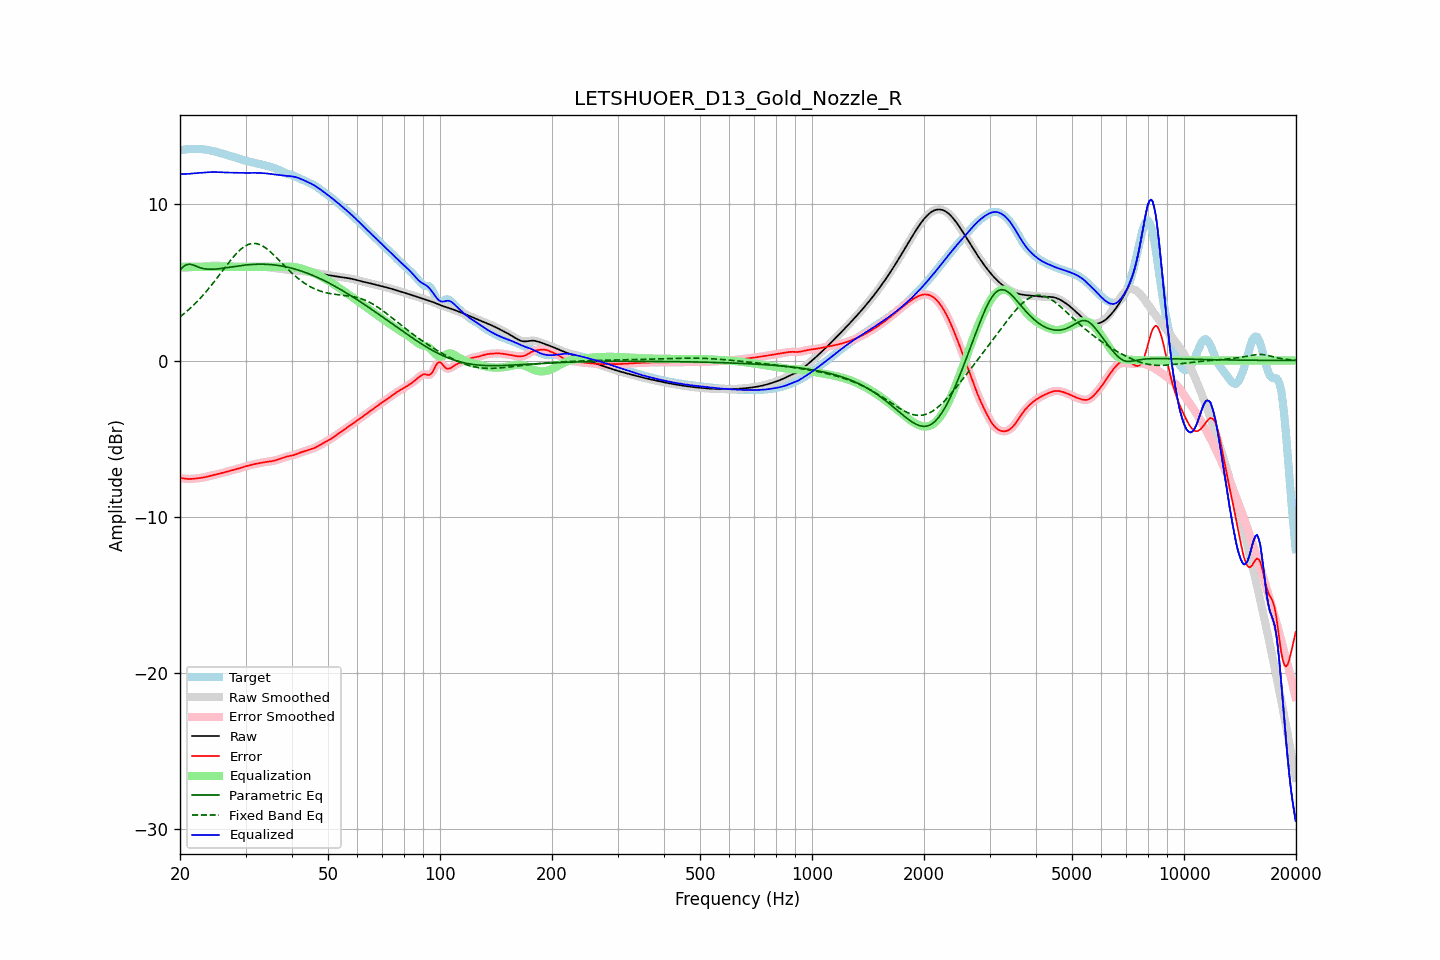 LETSHUOER_D13_Gold_Nozzle_R
Amplitude (dBr)
10
0
−10
−20
−30
Target
Raw Smoothed
Error Smoothed
Raw
Error
Equalization
Parametric Eq
Fixed Band Eq
Equalized
20 50 100 200 500 1000 2000 5000 10000 20000
Frequency (Hz)